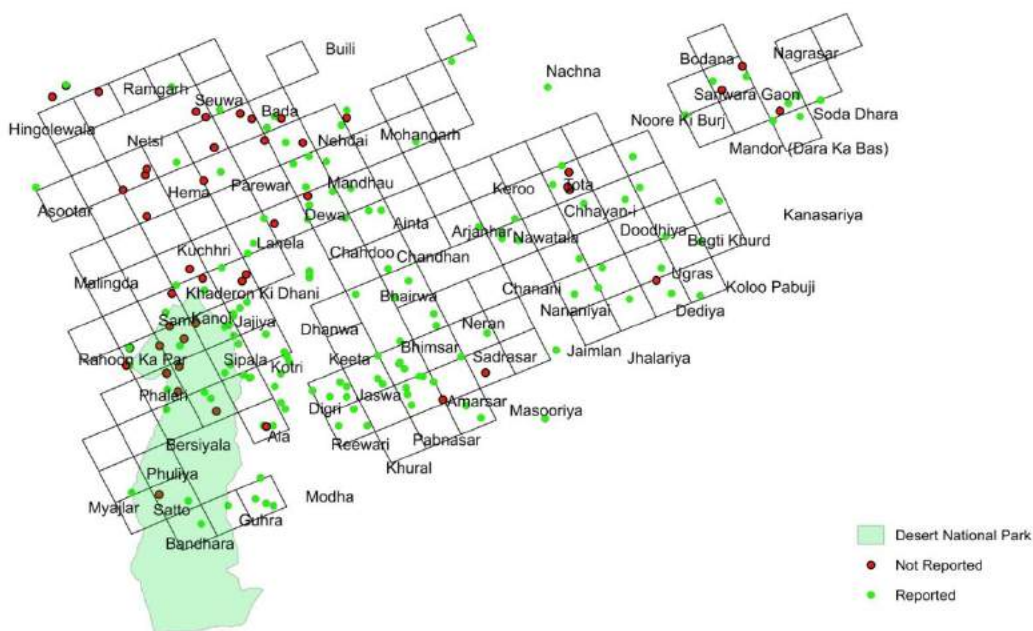 Buili
Bodana
Nagrasar
Nachna
Ramgarh
Seuwa
Bada
Sanwara Gaon
Hingolewala
Netsi
Nehdai
Mohangarh
Noore Ki Burj
Soda Dhara
Mandor (Dara Ka Bas)
Asootar
Hema
Parewar
Mandhau
Keroo
Tota
Dewa
Ainta
Chhayan-i
Kanasariya
Kuchhri
Lanela
Arjanhar
Nawatala
Doodhiya
Begti Khurd
Chandoo
Chandhan
Malingda
Khaderon Ki Dhani
Bhairwa
Chanani
Ugras
Koloo Pabuji
Sam
Kanoi
Jajiya
Dhanwa
Neran
Nananiyai
Dediya
Rahoon Ka Par
Sipala
Kotri
Keeta
Bhimsar
Sadrasar
Jaimlan
Jhalariya
Phaleh
Digri
Jaswa
Amarsar
Masooriya
Bersiyala
Ala
Reewari
Pabnasar
Khural
Phuliya
Myajlar
Satto
Guhra
Modha
Bandhara
Desert National Park
Not Reported
Reported